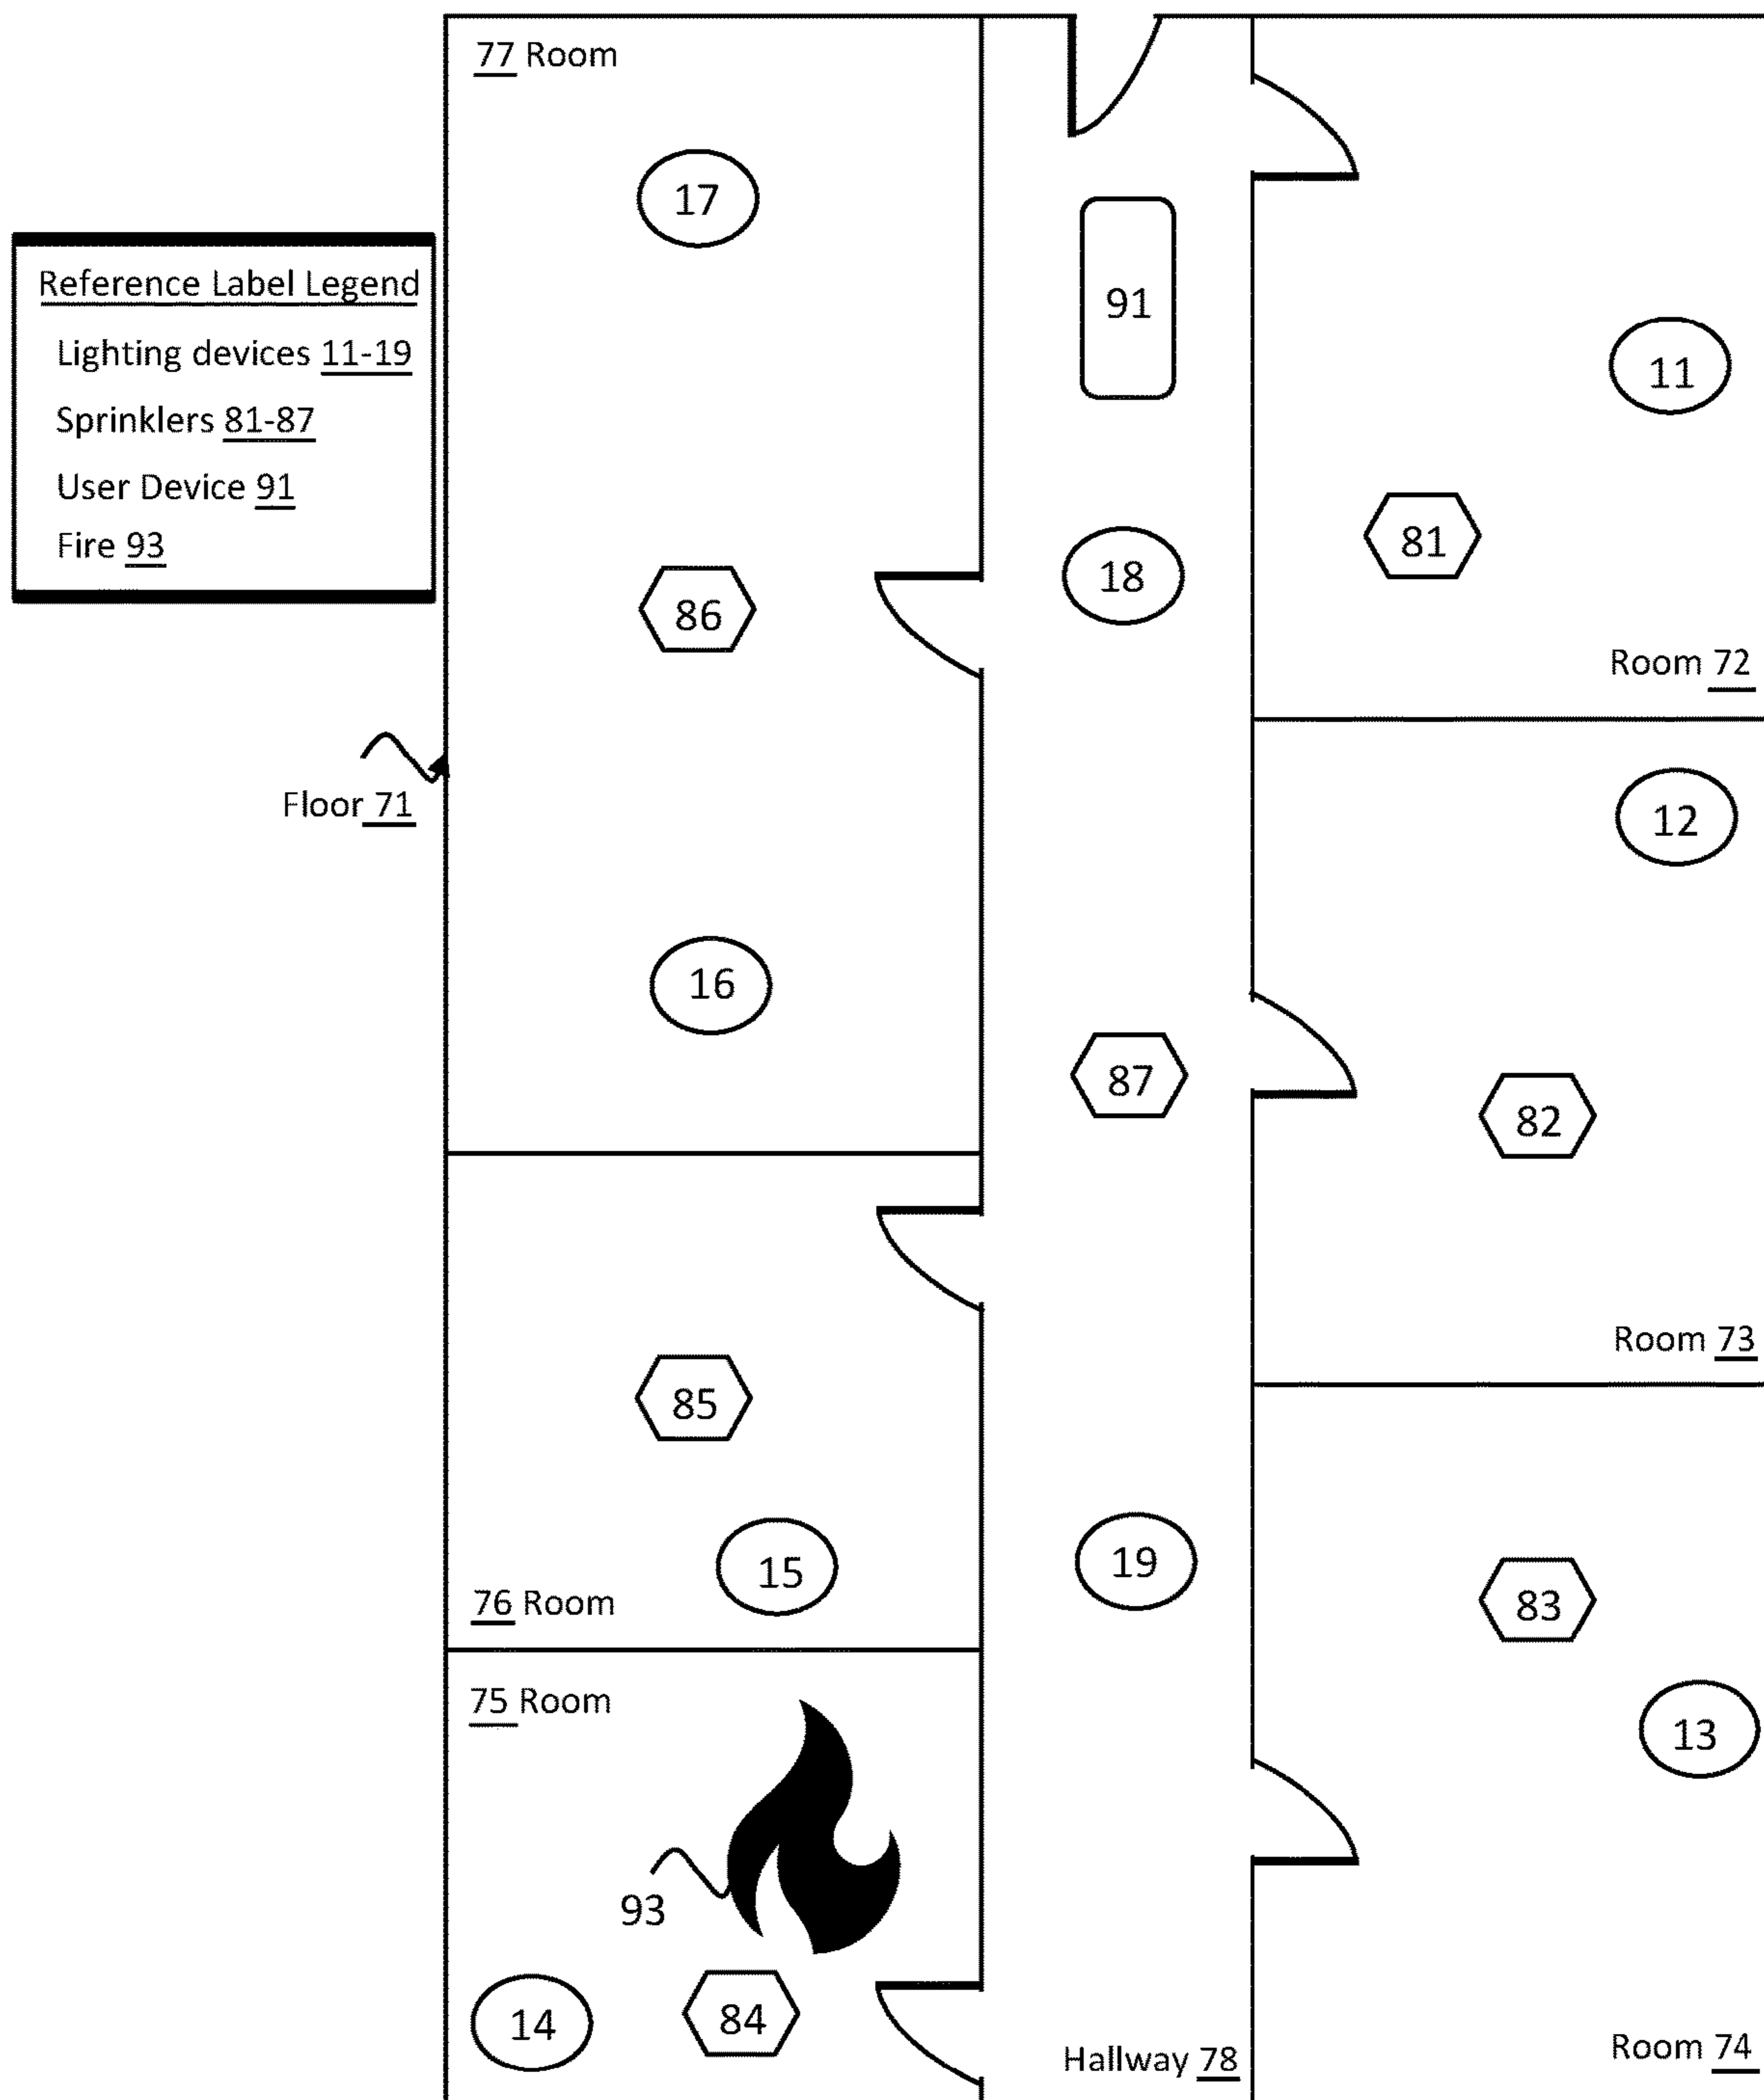 77 Room
17
91
Reference Label Legend
Lighting devices 11-19
Sprinklers 81-87
User Device 91
Fire 93
11
81
18
86
Room 72
Floor 71
12
16
87
82
Room 73
85
15
19
76 Room
83
75 Room
13
93
14
84
Hallway 78
Room 74